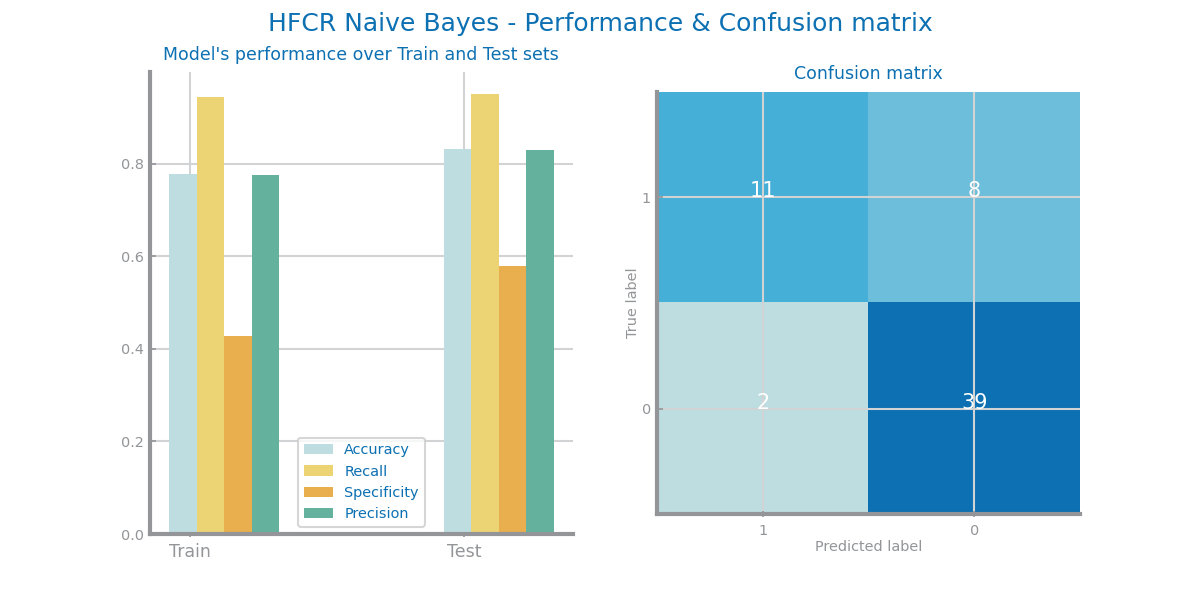 HFCR Naive Bayes - Performance & Confusion matrix
Model's performance over Train and Test sets
0.8
0.6
0.4
0.2
0.0
Train
Test
Accuracy
Recall
Specificity
Precision
Confusion matrix
True label
1
0
11
8
2
39
1
0
Predicted label